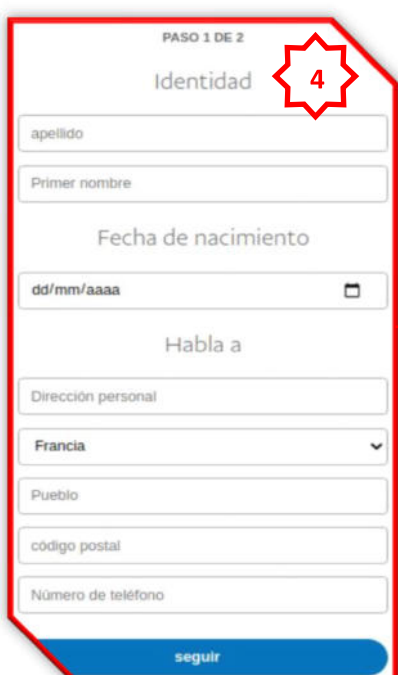 PASO 1 DE 2
Identidad
4
apellido
Primer nombre
Fecha de nacimiento
dd/mm/aaaa
Habla a
Dirección personal
Francia
Pueblo
código postal
Número de teléfono
seguir